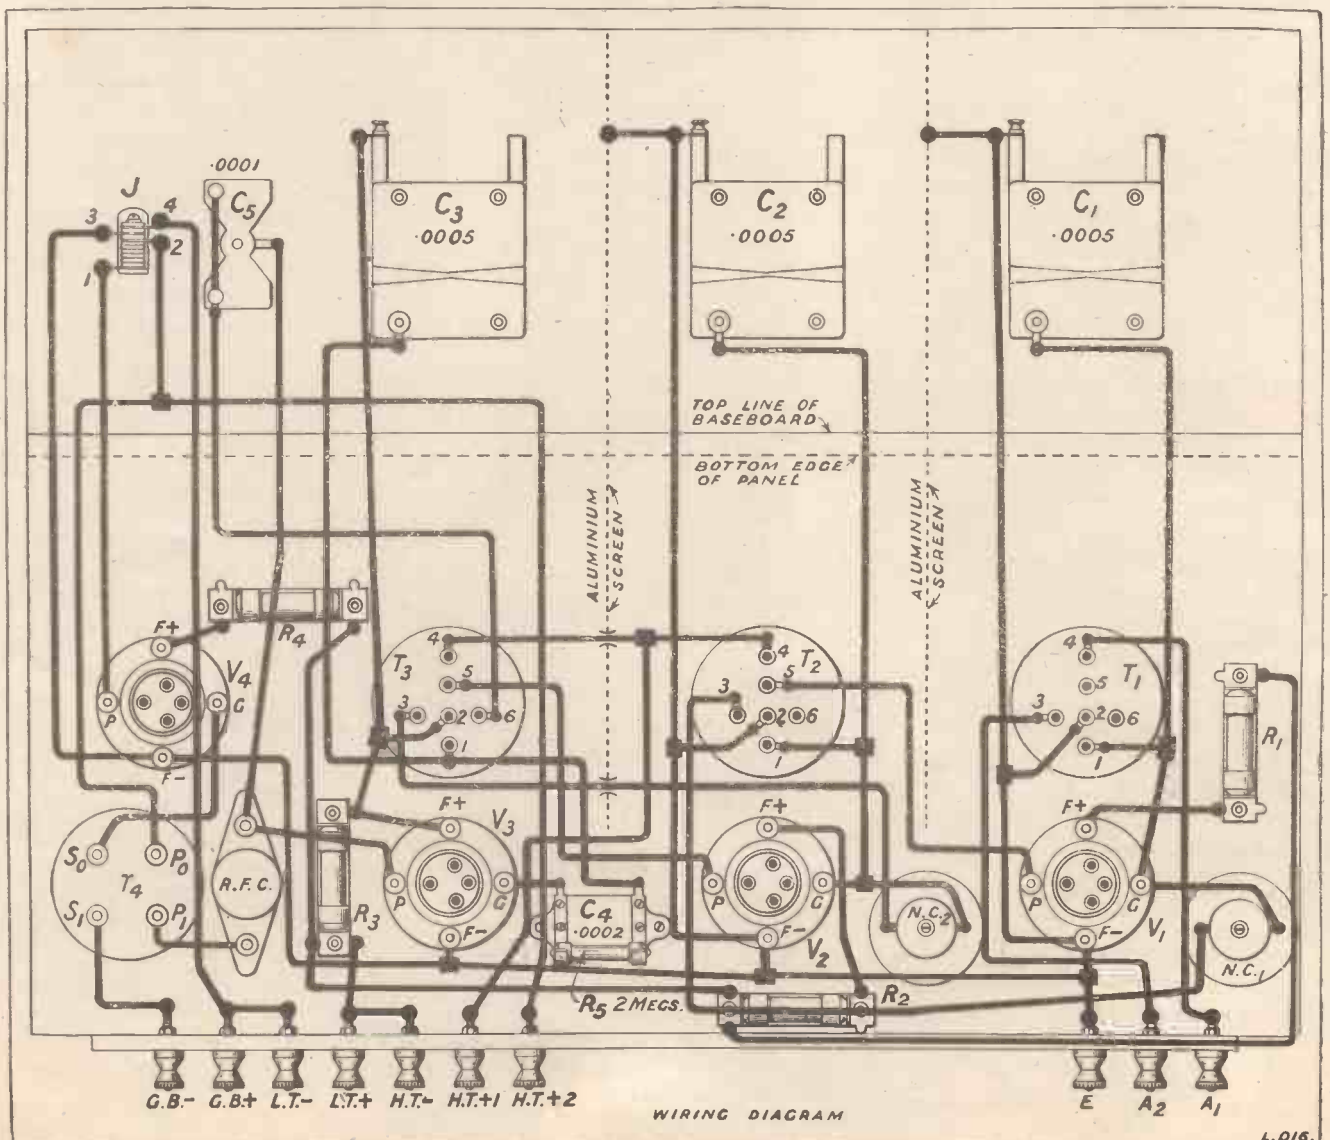 .0001
J
3
4
C5
C3
.0005
C2
.0005
C1
.0005
2
1
TOP LINE OF
BASEBOARD
BOTTOM EDGE
OF PANEL
ALUMINIUM
SCREEN
ALUMINIUM
SCREEN
R4
F+
V4
P
G
F-
T3
4
5
3
2
6
1
T2
4
5
3
2
6
1
T1
4
5
3
2
6
1
R1
S0
P0
T4
S1
P1
R.F.C.
R3
F+
V3
P
G
F-
C4
.0002
R5 2 MEGS.
F+
P
G
F-
V2
N.C.2
R2
F+
P
G
F-
V1
N.C.1
G.B.-
G.B.+
L.T.-
L.T.+
H.T.-
H.T.+1
H.T.+2
E
A2
A1
WIRING DIAGRAM
L.D16.